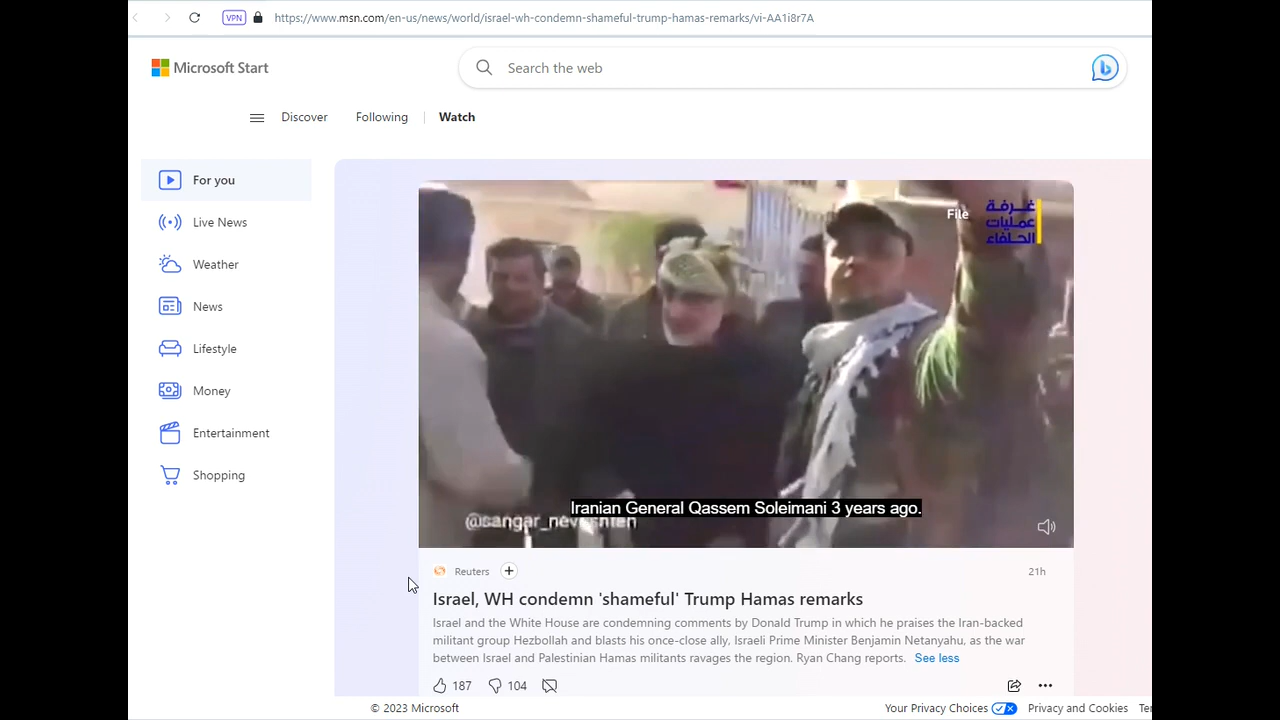 VPN
https://www.msn.com/en-us/news/world/israel-wh-condemn-shameful-trump-hamas-remarks/vi-AA1i8r7A
Microsoft Start
Search the web
Discover
Following
Watch
For you
Live News
Weather
News
Lifestyle
Money
Entertainment
Shopping
File
غرفة
عمليات
الحلفاء
Iranian General Qassem Soleimani 3 years ago.
@sangar_neveshten
Reuters
21h
Israel, WH condemn 'shameful' Trump Hamas remarks
Israel and the White House are condemning comments by Donald Trump in which he praises the Iran-backed
militant group Hezbollah and blasts his once-close ally, Israeli Prime Minister Benjamin Netanyahu, as the war
between Israel and Palestinian Hamas militants ravages the region. Ryan Chang reports. See less
187
104
© 2023 Microsoft
Your Privacy Choices
Privacy and Cookies
Ter